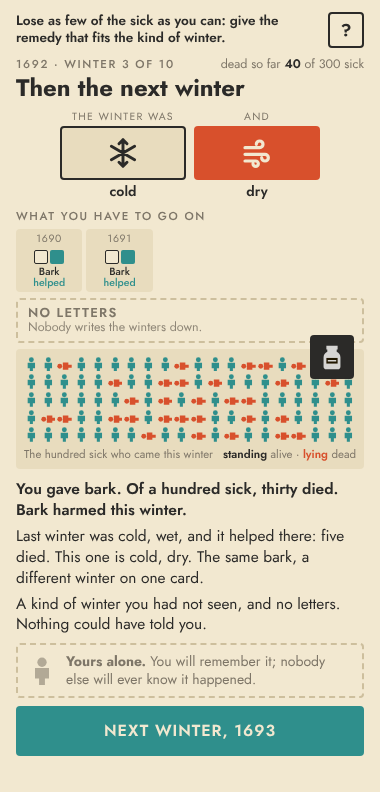 Lose as few of the sick as you can: give the
remedy that fits the kind of winter.
?
1692 · WINTER 3 OF 10
dead so far 40 of 300 sick
Then the next winter
THE WINTER WAS
AND
cold
dry
WHAT YOU HAVE TO GO ON
1690
1691
Bark
helped
Bark
helped
NO LETTERS
Nobody writes the winters down.
The hundred sick who came this winter
standing alive · lying dead
You gave bark. Of a hundred sick, thirty died.
Bark harmed this winter.
Last winter was cold, wet, and it helped there: five
died. This one is cold, dry. The same bark, a
different winter on one card.
A kind of winter you had not seen, and no letters.
Nothing could have told you.
Yours alone. You will remember it; nobody
else will ever know it happened.
NEXT WINTER, 1693